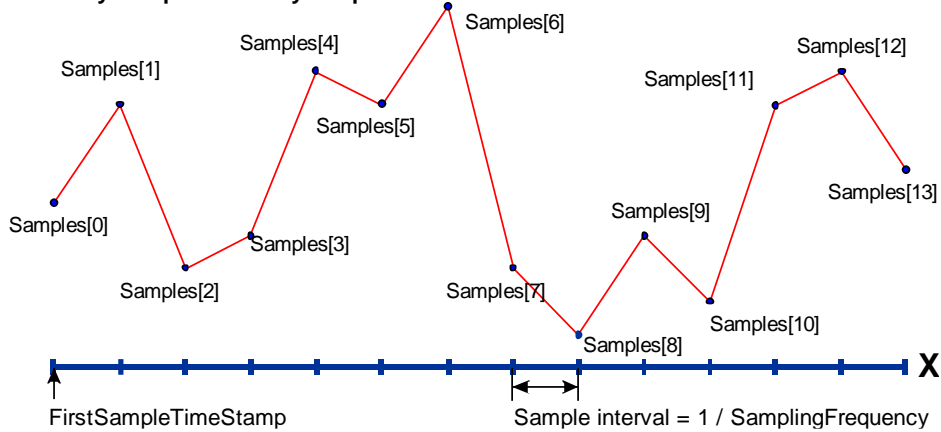 Samples[6]
Samples[4]
Samples[12]
Samples[1]
Samples[11]
Samples[5]
Samples[13]
Samples[9]
Samples[0]
Samples[3]
Samples[2]
Samples[7]
Samples[10]
Samples[8]
X
FirstSampleTimeStamp
Sample interval = 1 / SamplingFrequency